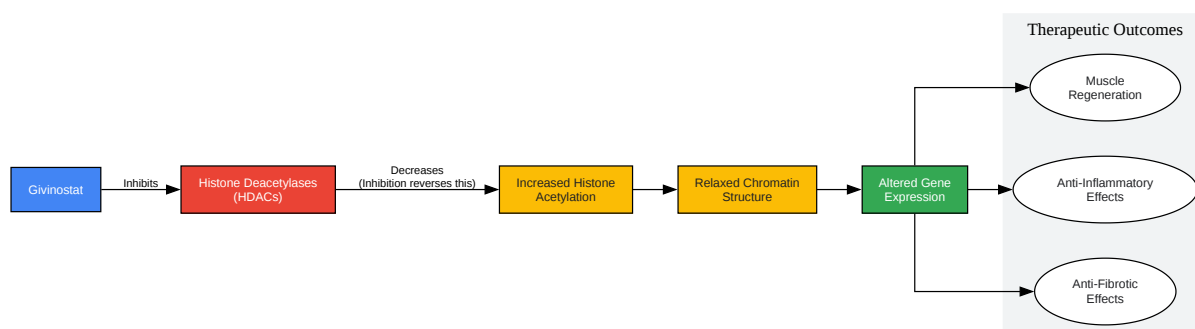 Therapeutic Outcomes
Muscle
Regeneration
Givinostat
Inhibits
Histone Deacetylases
(HDACs)
Decreases
(Inhibition reverses this)
Increased Histone
Acetylation
Relaxed Chromatin
Structure
Altered Gene
Expression
Anti-Inflammatory
Effects
Anti-Fibrotic
Effects